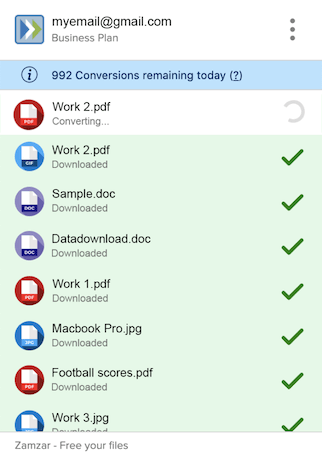 myemail@gmail.com
Business Plan
992 Conversions remaining today (?)
Work 2.pdf
Converting...
PDF
Work 2.pdf
Downloaded
GIF
Sample.doc
Downloaded
DOC
Datadownload.doc
Downloaded
DOC
Work 1.pdf
Downloaded
PDF
Macbook Pro.jpg
Downloaded
JPG
Football scores.pdf
Downloaded
PDF
Work 3.jpg
Downloaded
Zamzar - Free your files